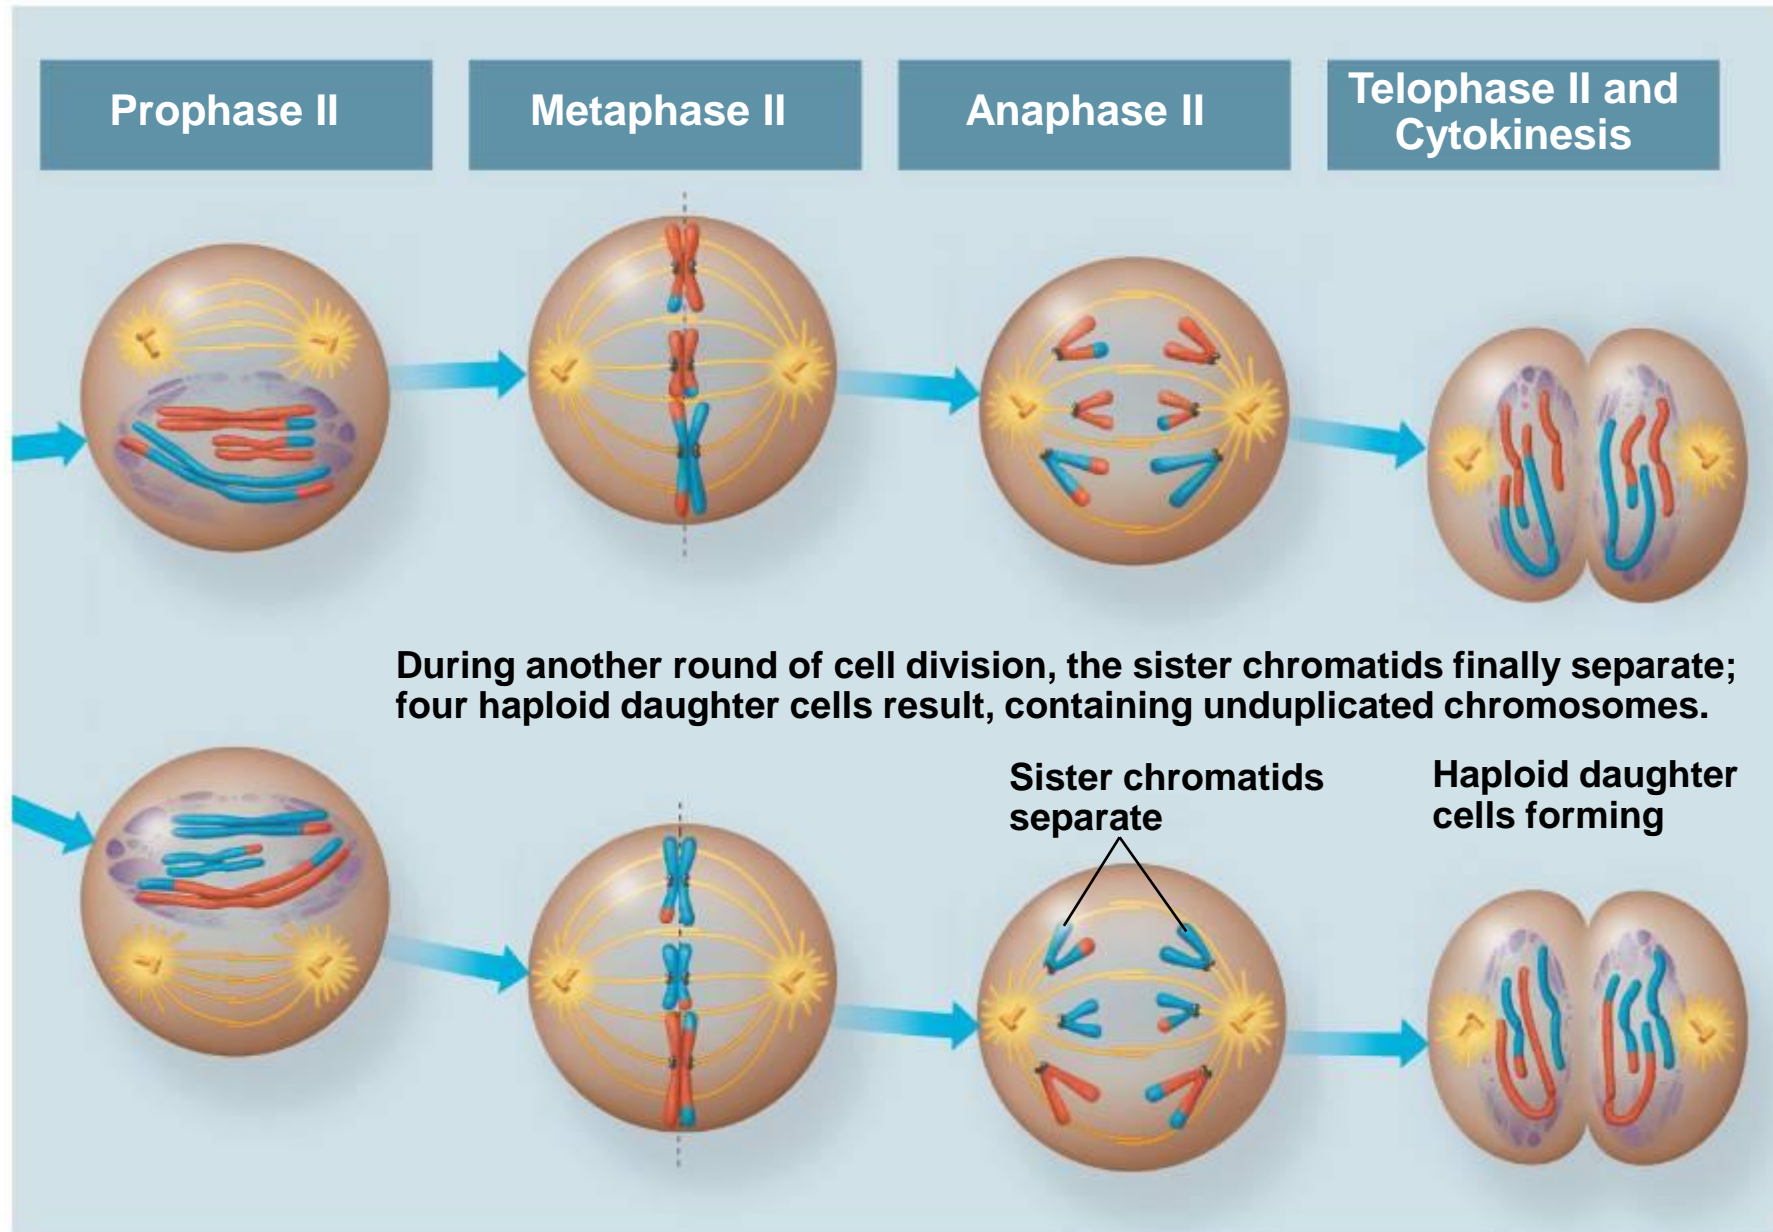 Prophase II
Metaphase II
Anaphase II
Telophase II and
Cytokinesis
During another round of cell division, the sister chromatids finally separate;
four haploid daughter cells result, containing unduplicated chromosomes.
Sister chromatids
separate
Haploid daughter
cells forming